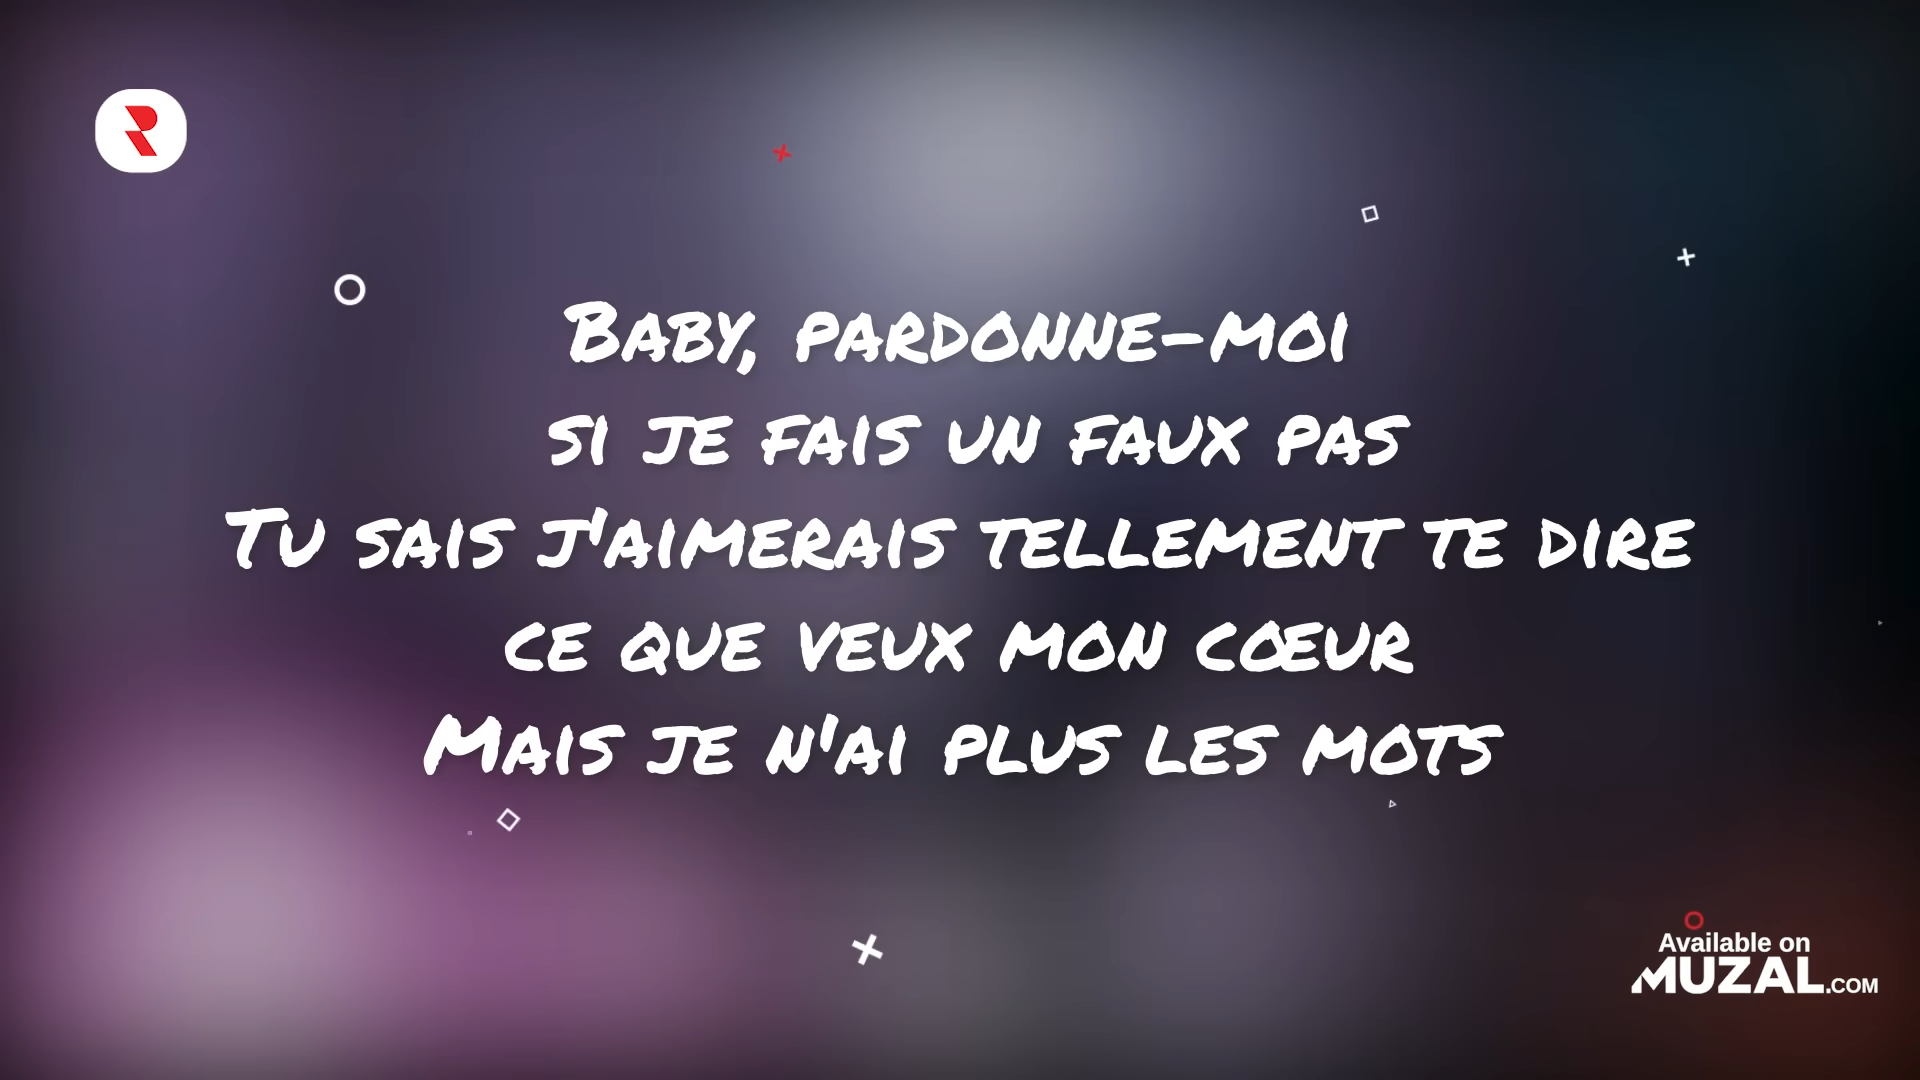 Baby, pardonne-moi
si je fais un faux pas
Tu sais j'aimerais tellement te dire
ce que veux mon cœur
Mais je n'ai plus les mots
R
Available on
MUZAL.COM